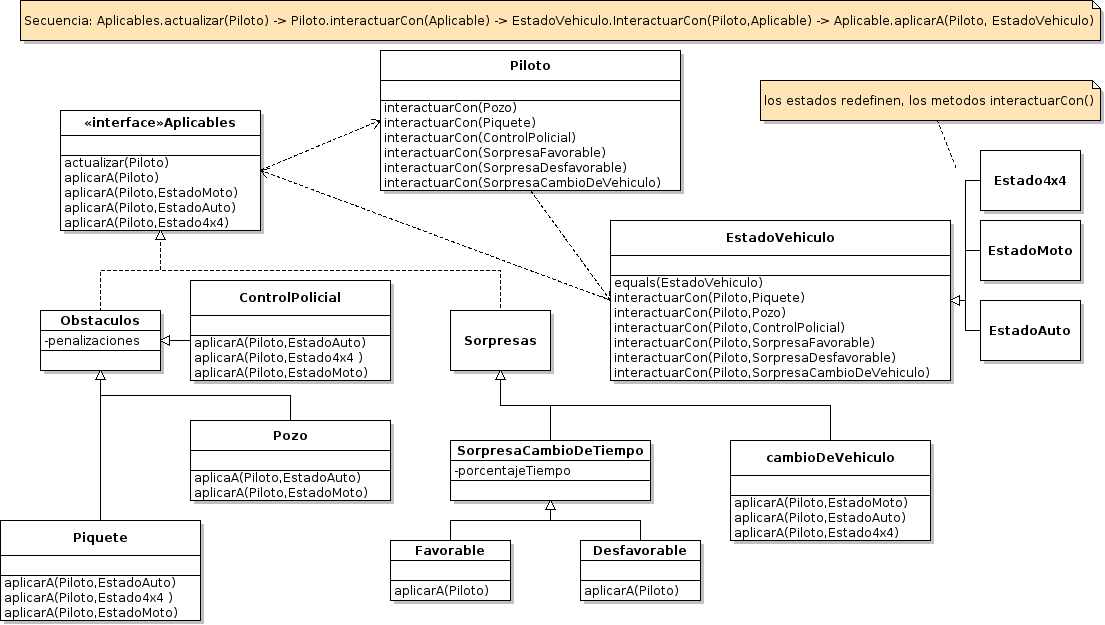 Secuencia: Aplicables.actualizar(Piloto) -> Piloto.interactuarCon(Aplicable) -> EstadoVehiculo.InteractuarCon(Piloto,Aplicable) -> Aplicable.aplicarA(Piloto, EstadoVehiculo)
Piloto
interactuarCon(Pozo)
interactuarCon(Piquete)
interactuarCon(ControlPolicial)
interactuarCon(SorpresaFavorable)
interactuarCon(SorpresaDesfavorable)
interactuarCon(SorpresaCambioDeVehiculo)
los estados redefinen, los metodos interactuarCon()
«interface»Aplicables
actualizar(Piloto)
aplicarA(Piloto)
aplicarA(Piloto,EstadoMoto)
aplicarA(Piloto,EstadoAuto)
aplicarA(Piloto,Estado4x4)
Estado4x4
EstadoMoto
EstadoAuto
EstadoVehiculo
equals(EstadoVehiculo)
interactuarCon(Piloto,Piquete)
interactuarCon(Piloto,Pozo)
interactuarCon(Piloto,ControlPolicial)
interactuarCon(Piloto,SorpresaFavorable)
interactuarCon(Piloto,SorpresaDesfavorable)
interactuarCon(Piloto,SorpresaCambioDeVehiculo)
Obstaculos
-penalizaciones
ControlPolicial
aplicarA(Piloto,EstadoAuto)
aplicarA(Piloto,Estado4x4 )
aplicarA(Piloto,EstadoMoto)
Sorpresas
Pozo
aplicaA(Piloto,EstadoAuto)
aplicarA(Piloto,EstadoMoto)
SorpresaCambioDeTiempo
-porcentajeTiempo
cambioDeVehiculo
aplicarA(Piloto,EstadoMoto)
aplicarA(Piloto,EstadoAuto)
aplicarA(Piloto,Estado4x4)
Piquete
aplicarA(Piloto,EstadoAuto)
aplicarA(Piloto,Estado4x4 )
aplicarA(Piloto,EstadoMoto)
Favorable
aplicarA(Piloto)
Desfavorable
aplicarA(Piloto)